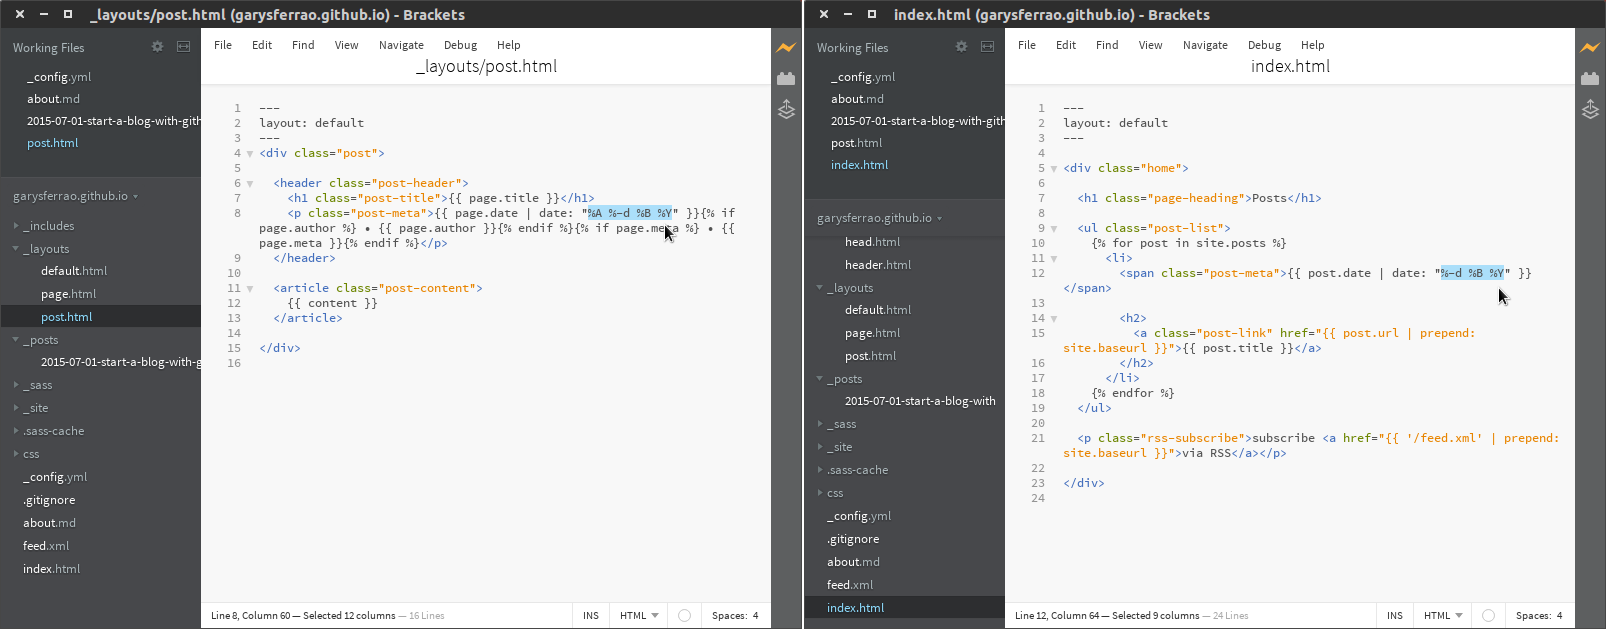 _layouts/post.html (garysferrao.github.io) - Brackets
Working Files
_config.yml
about.md
2015-07-01-start-a-blog-with-gith
post.html
garysferrao.github.io
_includes
_layouts
default.html
page.html
post.html
_posts
2015-07-01-start-a-blog-with-g
_sass
_site
.sass-cache
css
_config.yml
.gitignore
about.md
feed.xml
index.html
File Edit Find View Navigate Debug Help
_layouts/post.html
1 ---
2 layout: default
3 ---
4 <div class="post">
5
6 <header class="post-header">
7 <h1 class="post-title">{{ page.title }}</h1>
8 <p class="post-meta">{{ page.date | date: "%A %-d %B %Y" }}{% if
page.author %} • {{ page.author }}{% endif %}{% if page.meta %} • {{
page.meta }}{% endif %}</p>
9 </header>
10
11 <article class="post-content">
12 {{ content }}
13 </article>
14
15 </div>
16
Line 8, Column 60 — Selected 12 columns — 16 Lines
INS HTML Spaces: 4
index.html (garysferrao.github.io) - Brackets
Working Files
_config.yml
about.md
2015-07-01-start-a-blog-with-gith
post.html
index.html
garysferrao.github.io
head.html
header.html
_layouts
default.html
page.html
post.html
_posts
2015-07-01-start-a-blog-with
_sass
_site
.sass-cache
css
_config.yml
.gitignore
about.md
feed.xml
index.html
File Edit Find View Navigate Debug Help
index.html
1 ---
2 layout: default
3 ---
4
5 <div class="home">
6
7 <h1 class="page-heading">Posts</h1>
8
9 <ul class="post-list">
10 {% for post in site.posts %}
11 <li>
12 <span class="post-meta">{{ post.date | date: "%-d %B %Y" }}
</span>
13
14 <h2>
15 <a class="post-link" href="{{ post.url | prepend:
site.baseurl }}">{{ post.title }}</a>
16 </h2>
17 </li>
18 {% endfor %}
19 </ul>
20
21 <p class="rss-subscribe">subscribe <a href="{{ '/feed.xml' | prepend:
site.baseurl }}">via RSS</a></p>
22
23 </div>
24
Line 12, Column 64 — Selected 9 columns — 24 Lines
INS HTML Spaces: 4